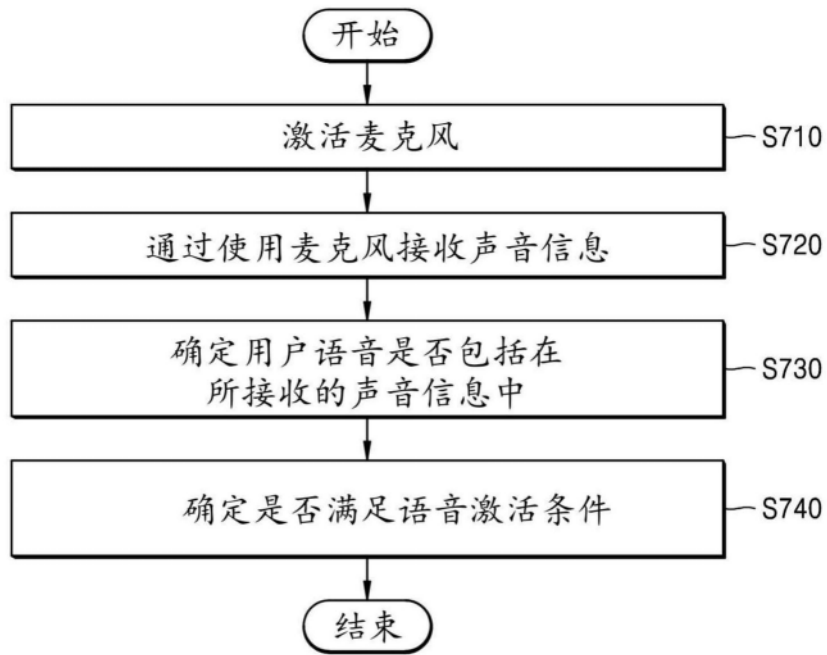 开始
激活麦克风
S710
通过使用麦克风接收声音信息
S720
确定用户语音是否包括在
所接收的声音信息中
S730
确定是否满足语音激活条件
S740
结束